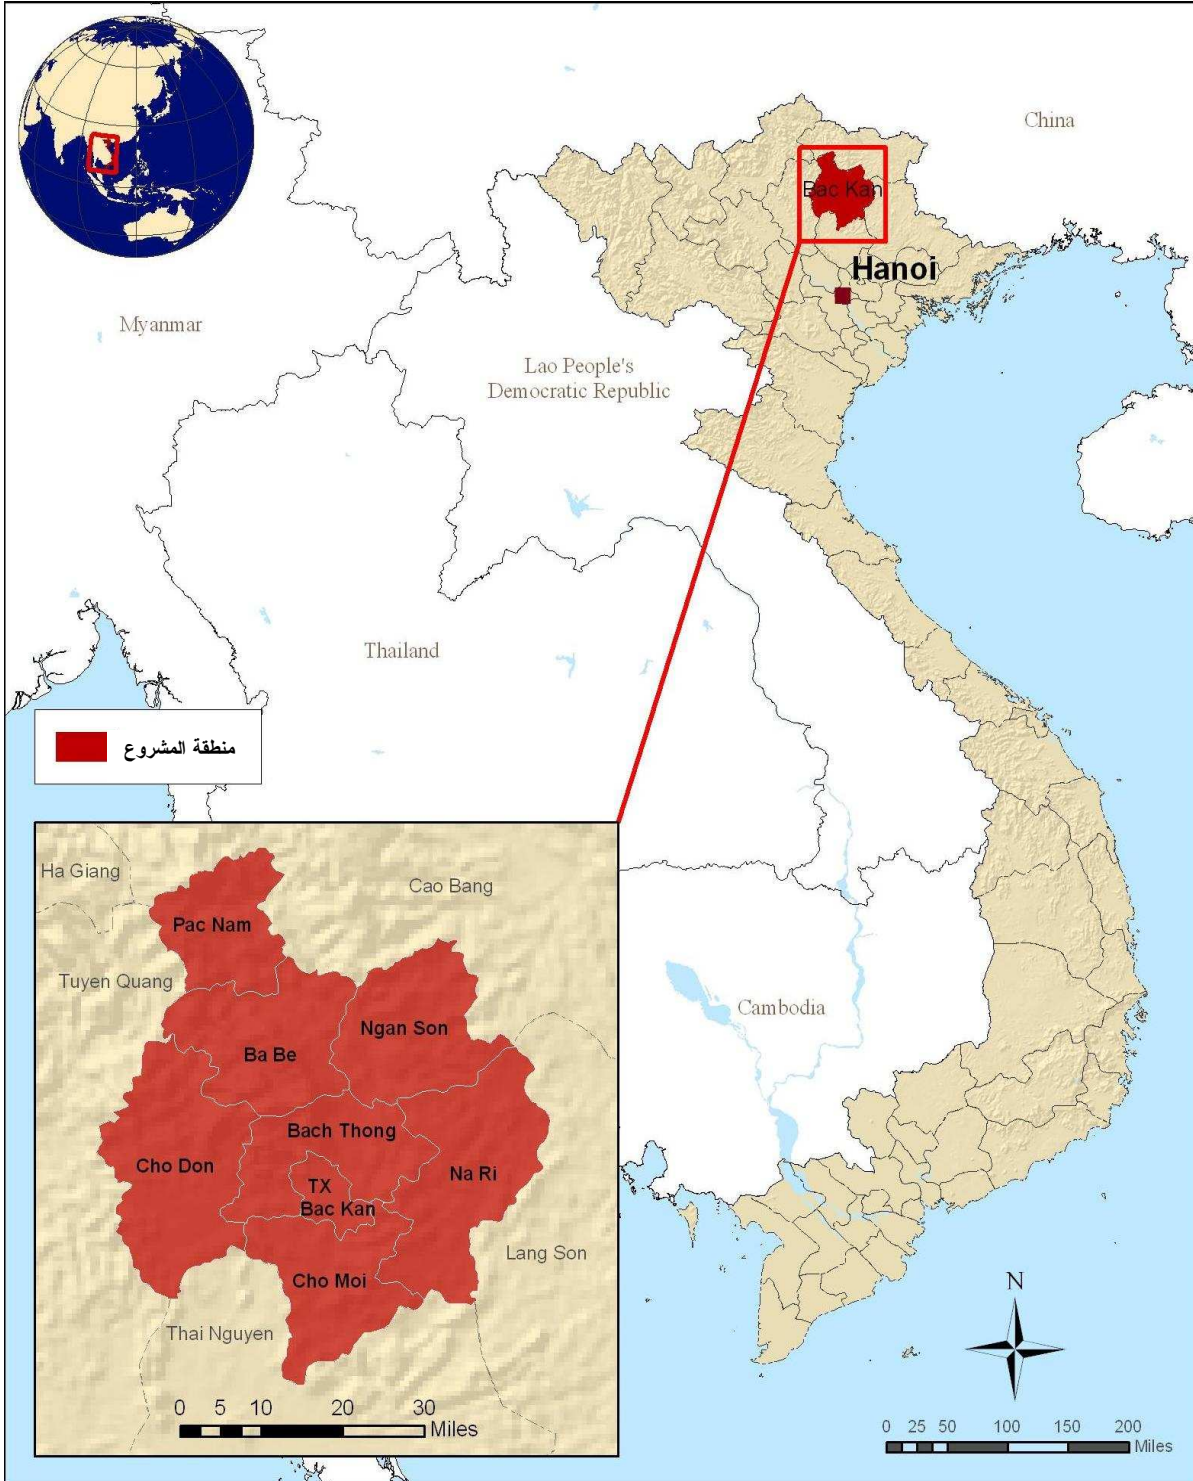 China
Bac Kan
Hanoi
Myanmar
Lao People's
Democratic Republic
Thailand
منطقة المشروع
Ha Giang
Cao Bang
Pac Nam
Tuyen Quang
Ngan Son
Ba Be
Cambodia
Bach Thong
Cho Don
Na Ri
TX
Bac Kan
Lang Son
Cho Moi
Thai Nguyen
N
0 5 10 20 30
Miles
0 25 50 100 150 200
Miles